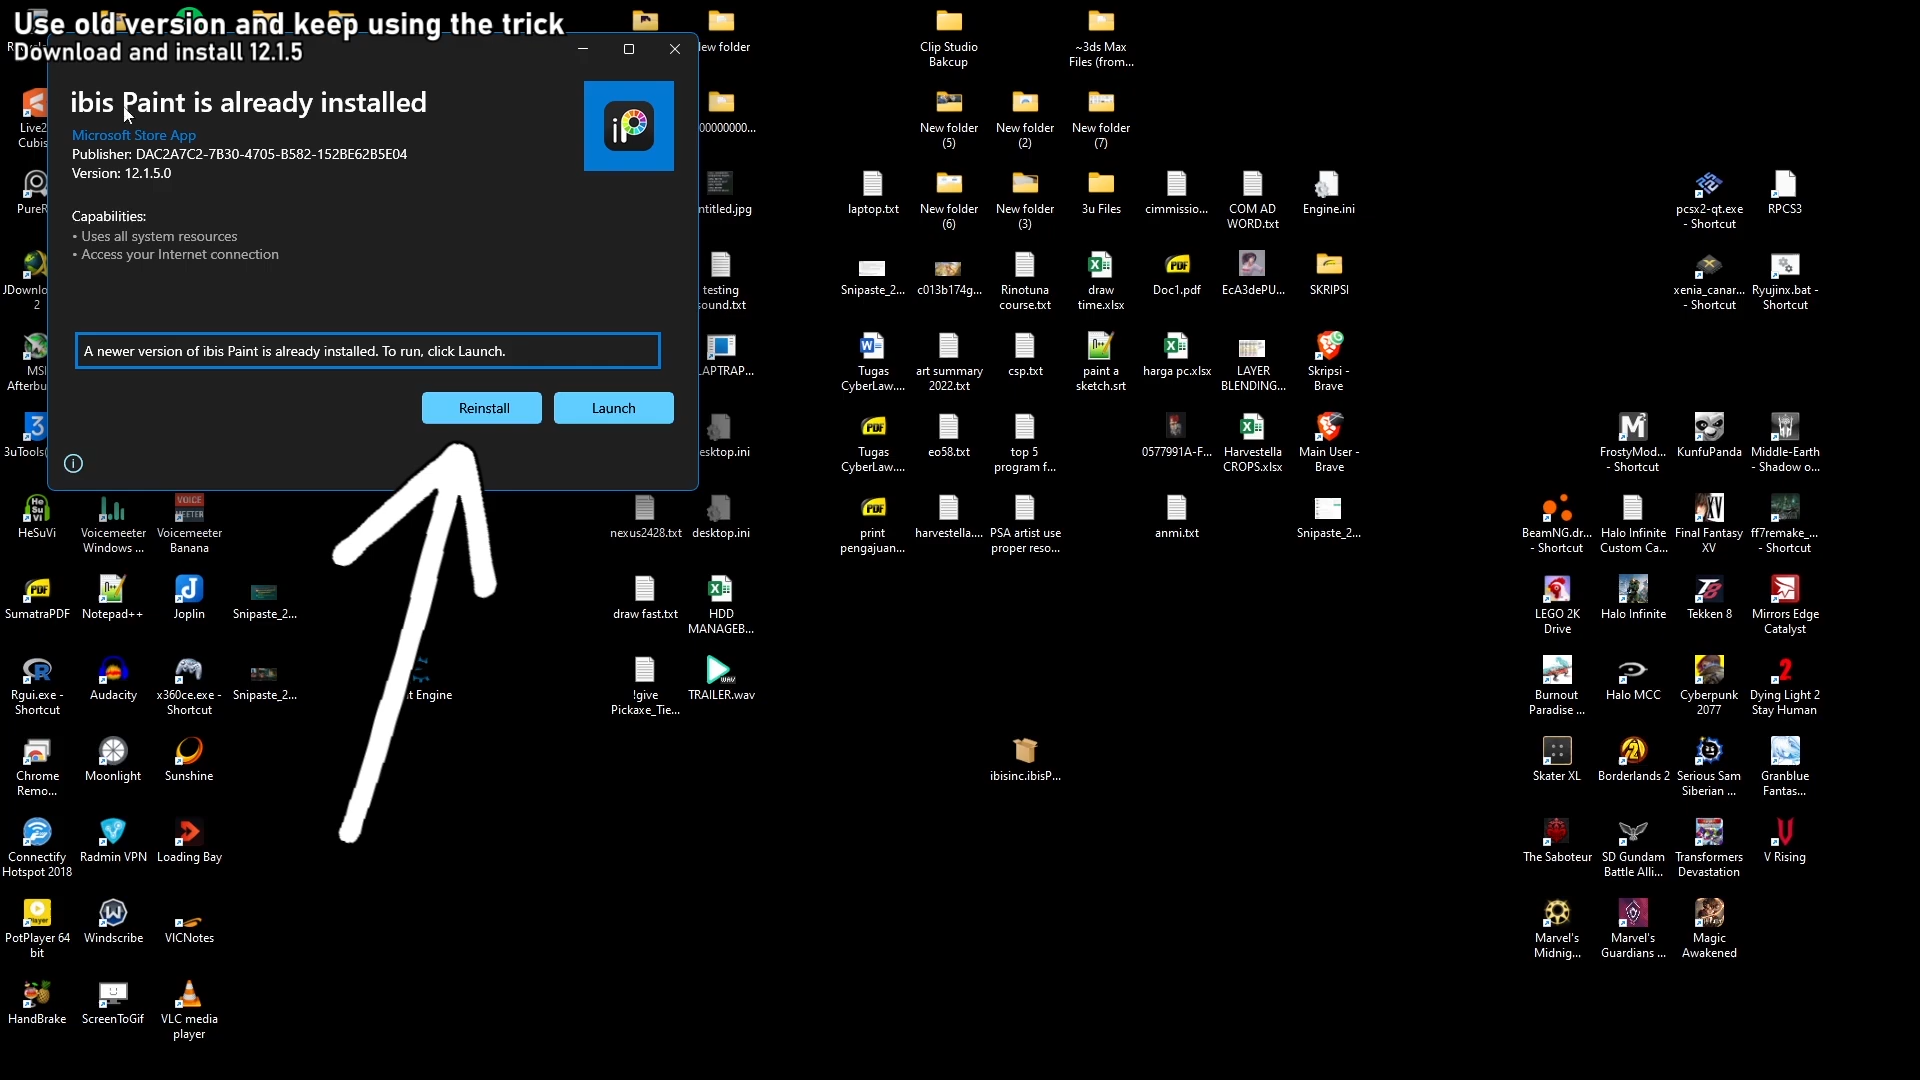 Use old version and keep using the trick
Download and install 12.1.5
ibis Paint is already installed
Microsoft Store App
Publisher: DAC2A7C2-7B30-4705-B582-152BE62B5E04
Version: 12.1.5.0
Capabilities:
• Uses all system resources
• Access your Internet connection
A newer version of ibis Paint is already installed. To run, click Launch.
Reinstall
Launch
Clip Studio
Bakcup
~3ds Max
Files (from...
New folder
(5)
New folder
(2)
New folder
(7)
laptop.txt
New folder
(6)
New folder
(3)
3u Files
cimmissio...
COM AD
WORD.txt
Engine.ini
pcsx2-qt.exe
- Shortcut
RPCS3
JDownlo
2
testing
Snipaste_2...
c013b174g...
Rinotuna
course.txt
draw
time.xlsx
Doc1.pdf
EcA3dePU...
SKRIPSI
xenia_canar...
- Shortcut
Ryujinx.bat -
Shortcut
MSI
Afterbu
Tugas
CyberLaw....
art summary
2022.txt
csp.txt
paint a
sketch.srt
harga pc.xlsx
LAYER
BLENDING...
Skripsi -
Brave
3uTools(
Tugas
CyberLaw....
eo58.txt
top 5
program f...
0577991A-F...
Harvestella
CROPS.xlsx
Main User -
Brave
FrostyMod...
- Shortcut
KunfuPanda
Middle-Earth
- Shadow o...
HeSuVi
Voicemeeter
Windows ...
Voicemeeter
Banana
nexus2428.txt
desktop.ini
print
pengajuan...
harvestella....
PSA artist use
proper reso...
anmi.txt
Snipaste_2...
BeamNG.dr...
- Shortcut
Halo Infinite
Custom Ca...
Final Fantasy
XV
ff7remake_...
- Shortcut
SumatraPDF
Notepad++
Joplin
Snipaste_2...
draw fast.txt
HDD
MANAGEB...
LEGO 2K
Drive
Halo Infinite
Tekken 8
Mirrors Edge
Catalyst
Rgui.exe -
Shortcut
Audacity
x360ce.exe -
Shortcut
Snipaste_2...
t Engine
!give
Pickaxe_Tie...
TRAILER.wav
Burnout
Paradise ...
Halo MCC
Cyberpunk
2077
Dying Light 2
Stay Human
Chrome
Remo...
Moonlight
Sunshine
ibisinc.ibisP...
Skater XL
Borderlands 2
Serious Sam
Siberian ...
Granblue
Fantas...
Connectify
Hotspot 2018
Radmin VPN
Loading Bay
The Saboteur
SD Gundam
Battle Alli...
Transformers
Devastation
V Rising
PotPlayer 64
bit
Windscribe
VICNotes
Marvel's
Midnig...
Marvel's
Guardians ...
Magic
Awakened
HandBrake
ScreenToGif
VLC media
player